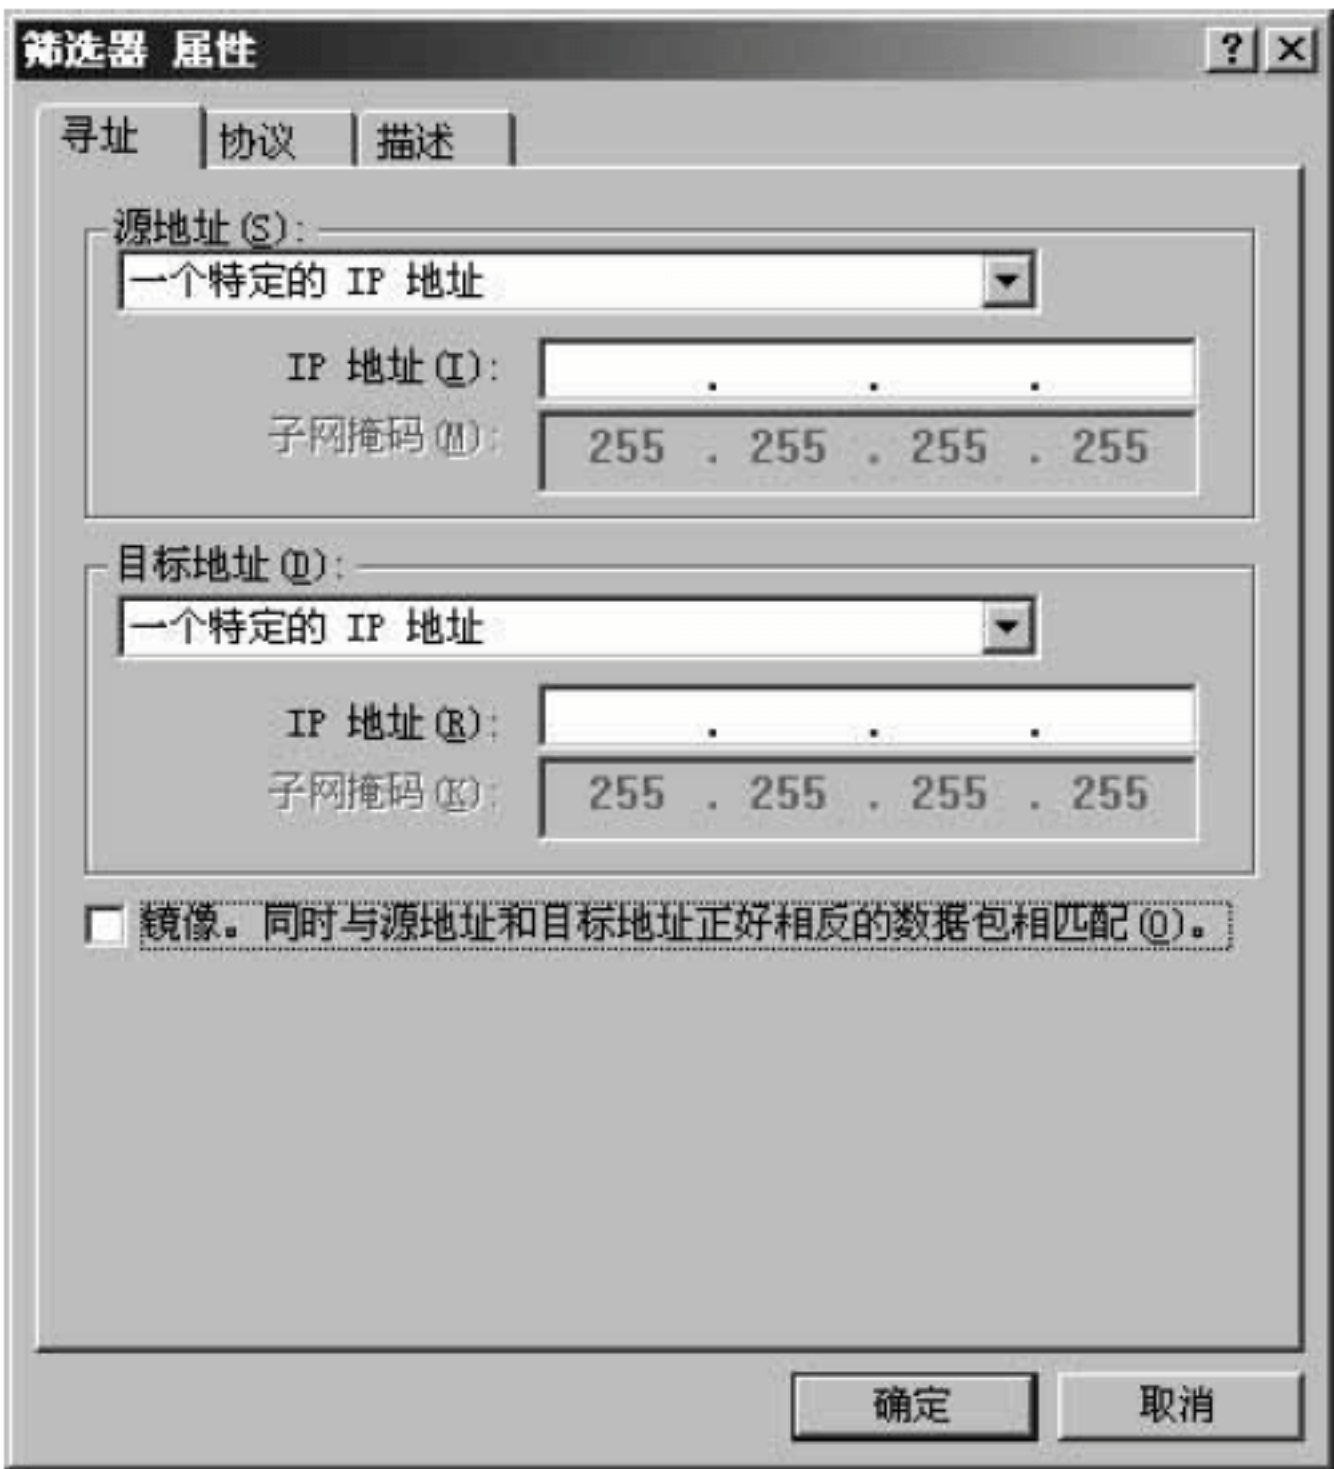 筛选器 属性
寻址 协议 描述
源地址(S):
一个特定的 IP 地址
IP 地址(I): . . .
子网掩码(M): 255 . 255 . 255 . 255
目标地址(D):
一个特定的 IP 地址
IP 地址(R): . . .
子网掩码(K): 255 . 255 . 255 . 255
镜像。同时与源地址和目标地址正好相反的数据包相匹配(O)。
确定 取消